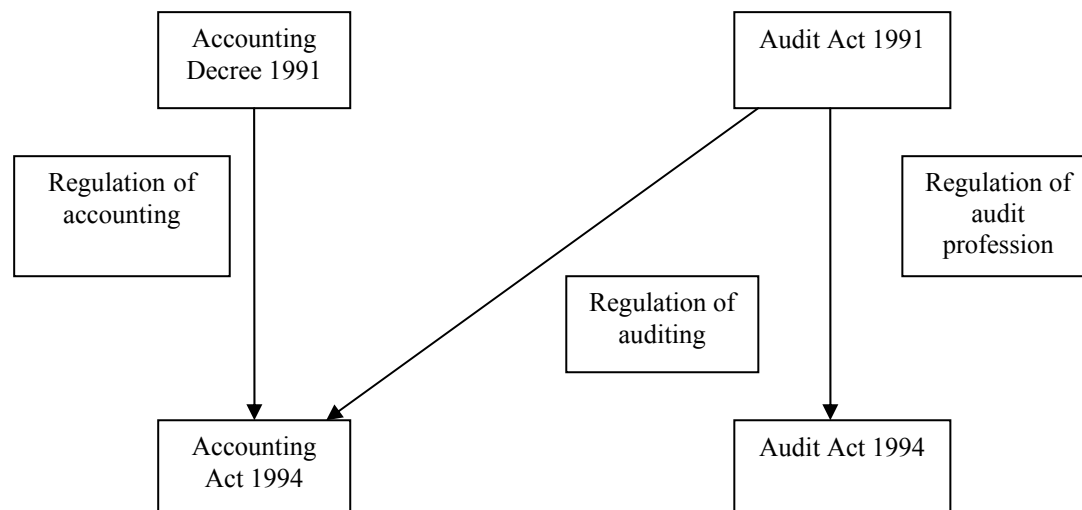 Accounting
Decree 1991
Audit Act 1991
Regulation of
accounting
Regulation of
audit
profession
Regulation of
auditing
Accounting
Act 1994
Audit Act 1994